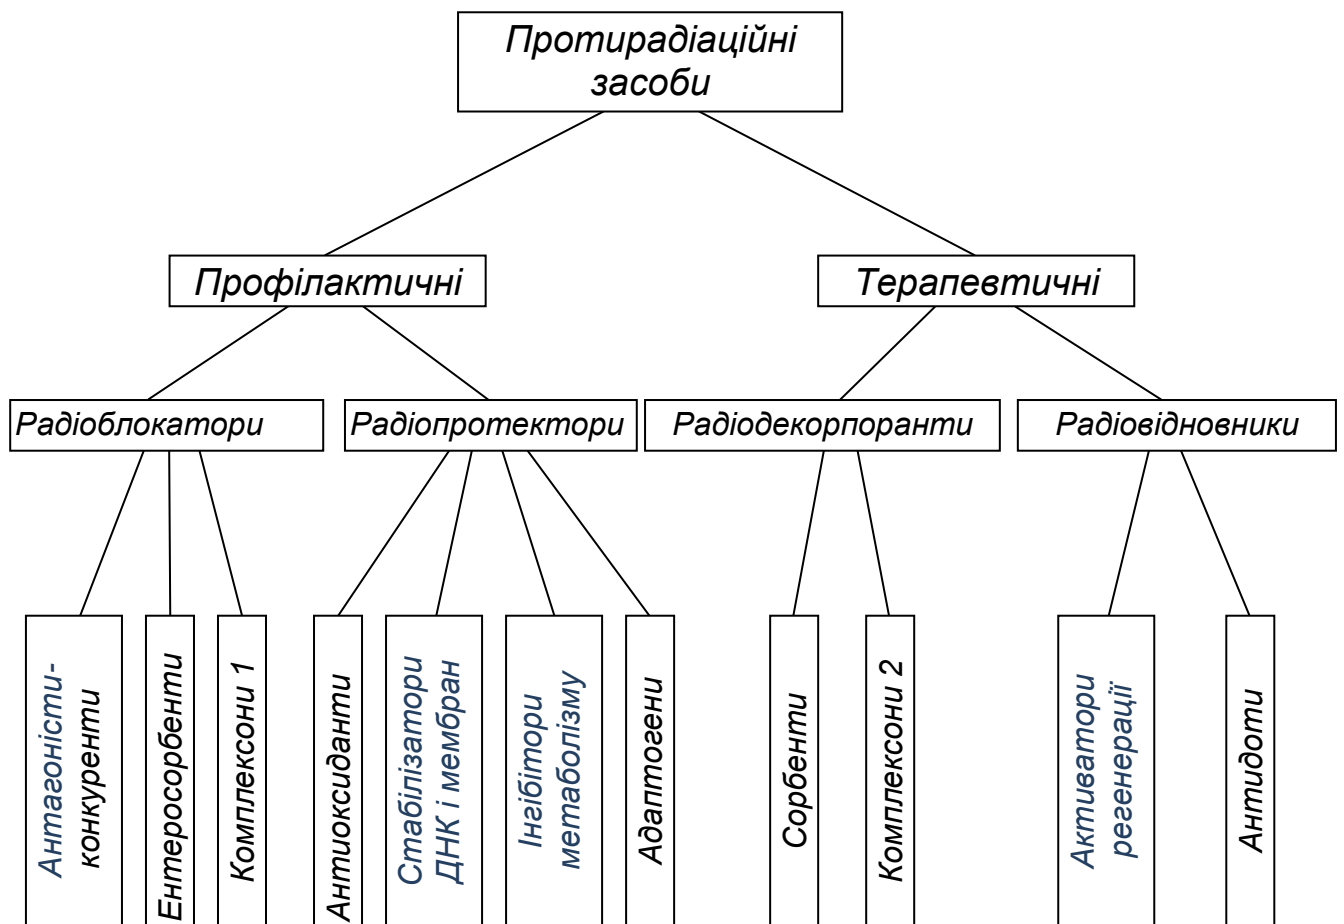 Протирадіаційні
засоби
Профілактичні
Терапевтичні
Радіоблокатори
Радіопротектори
Радіодекорпоранти
Радіовідновники
Антагоністи-
конкуренти
Ентеросорбенти
Комплексони 1
Антиоксиданти
Стабілізатори
ДНК і мембран
Інгібітори
метаболізму
Адаптогени
Сорбенти
Комплексони 2
Активатори
регенерації
Антидоти